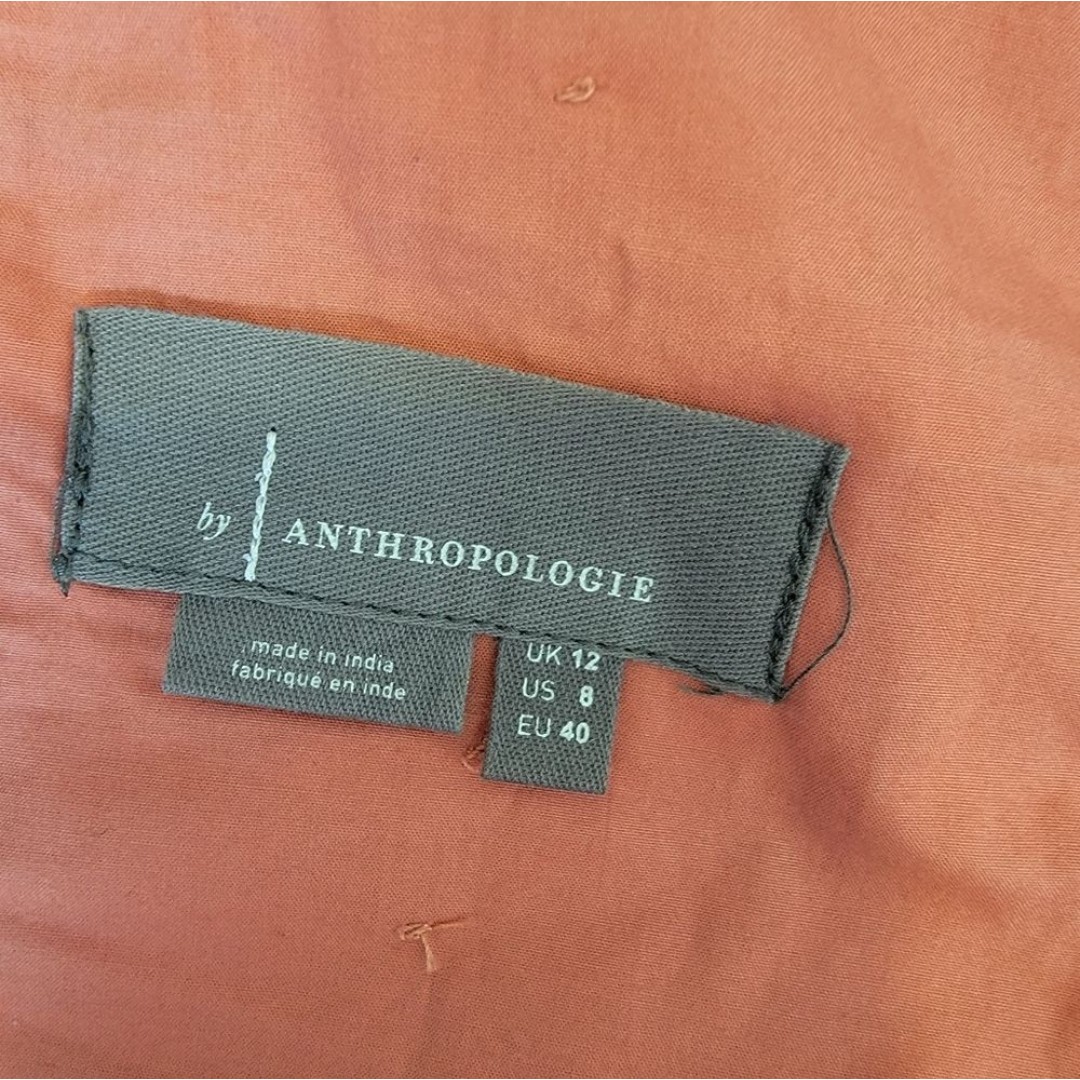 by ANTHROPOLOGIE
made in india
fabriqué en inde
UK 12
US 8
EU 40